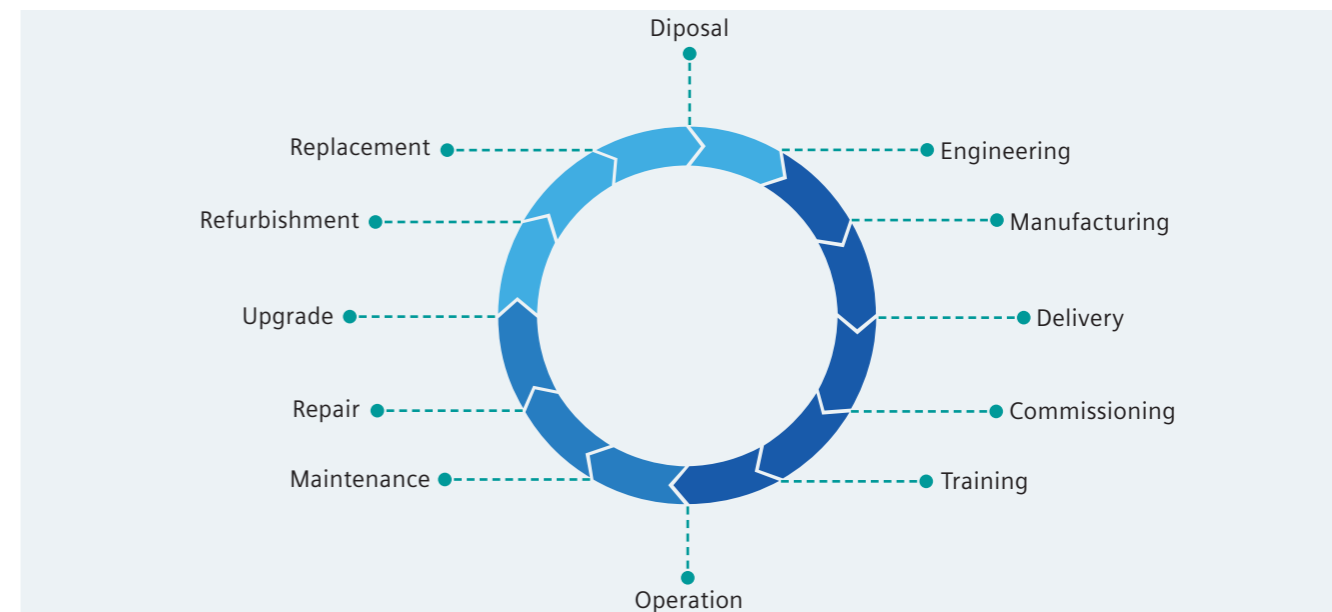 Diposal
Replacement
Engineering
Refurbishment
Manufacturing
Upgrade
Delivery
Repair
Commissioning
Maintenance
Training
Operation